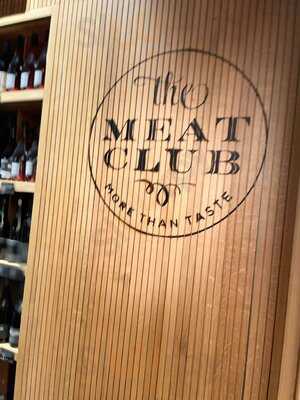 the
MEAT
CLUB
MORE THAN TASTE